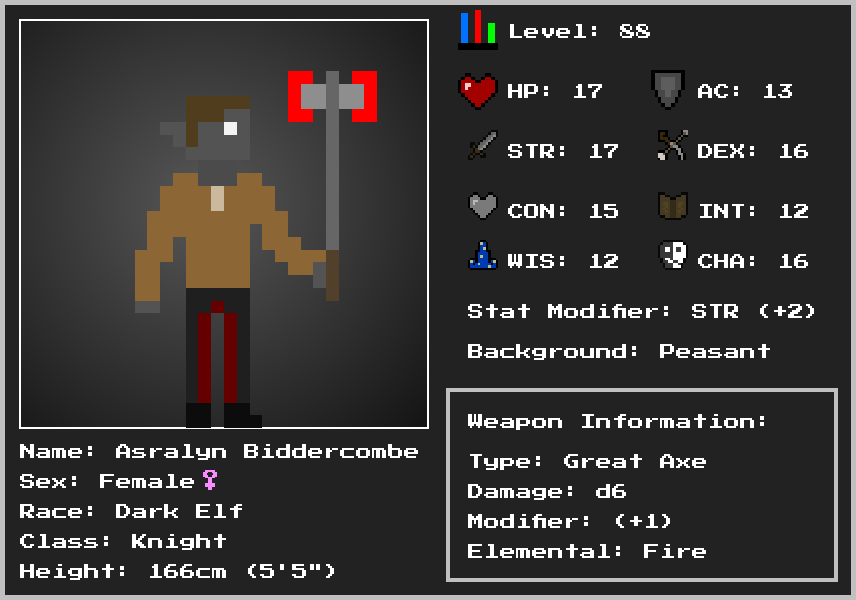 Level: 88
HP: 17
AC: 13
STR: 17
DEX: 16
CON: 15
INT: 12
WIS: 12
CHA: 16
Stat Modifier: STR (+2)
Background: Peasant
Name: Asralyn Biddercombe
Sex: Female♀
Race: Dark Elf
Class: Knight
Height: 166cm (5'5")
Weapon Information:
Type: Great Axe
Damage: d6
Modifier: (+1)
Elemental: Fire